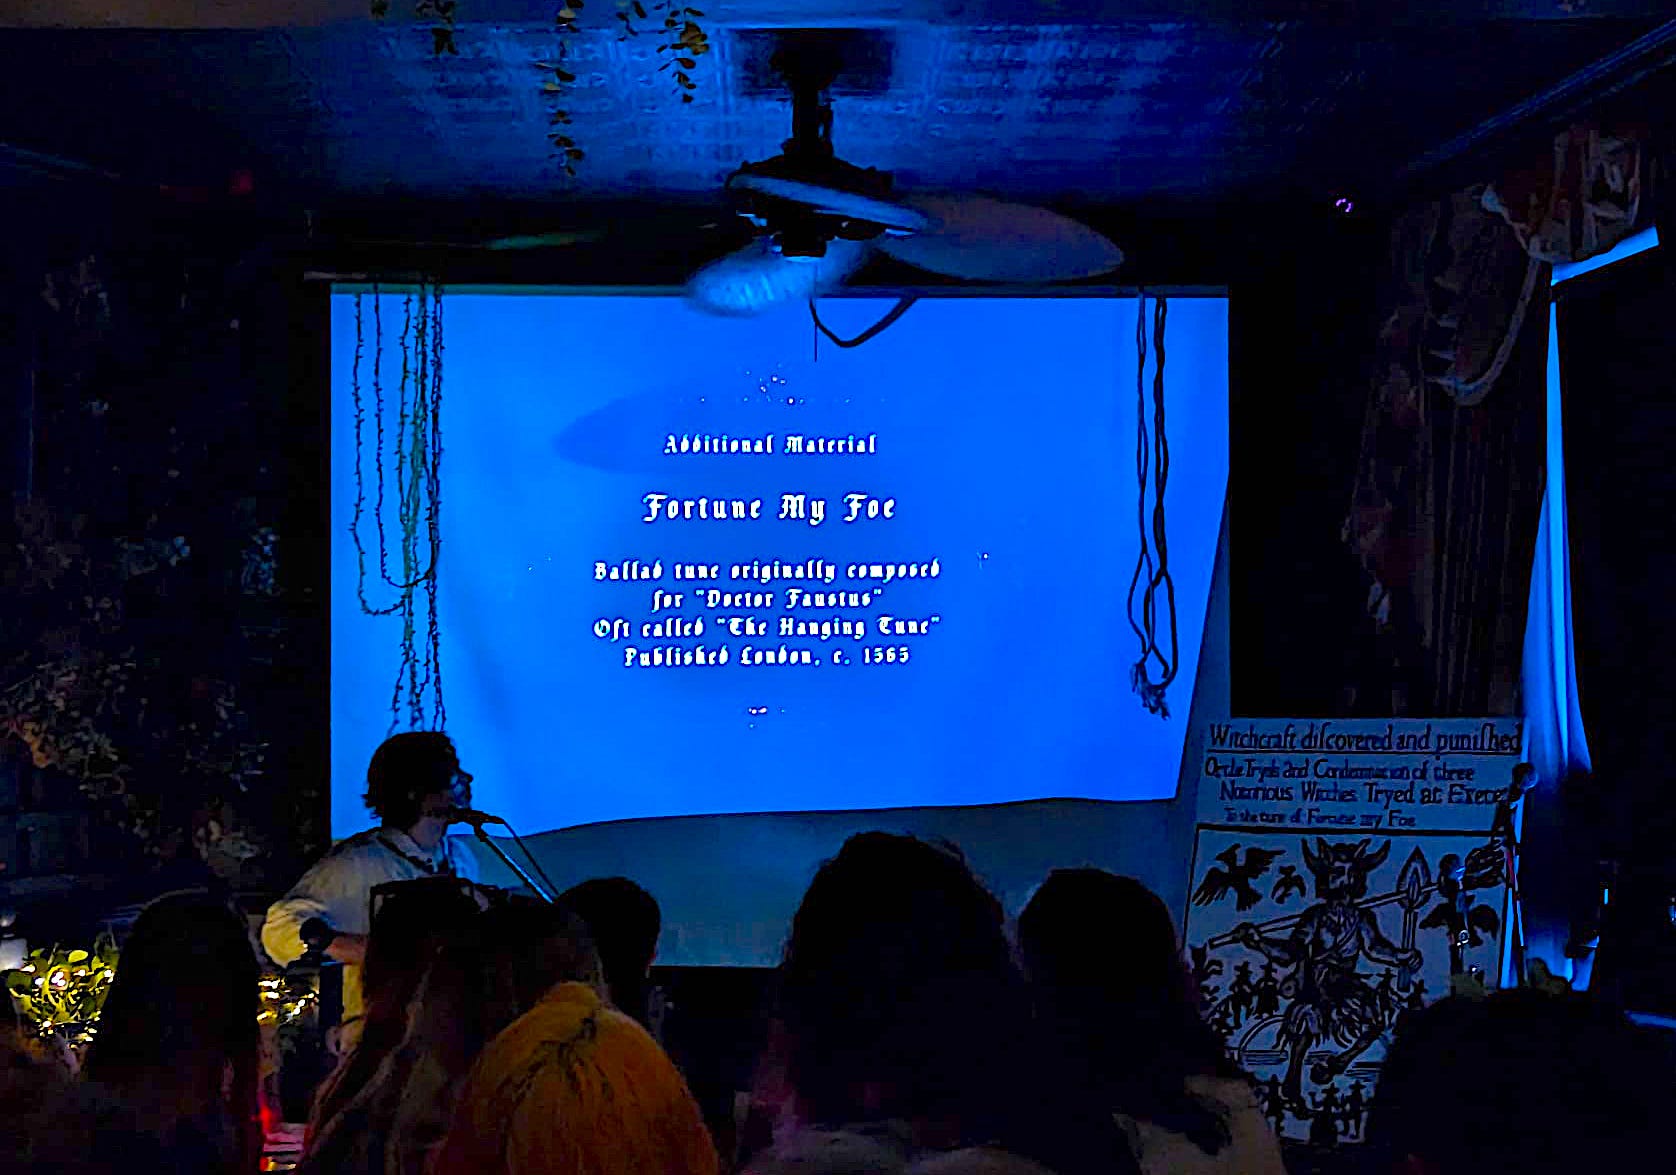 Additional Material
Fortune My Foe
Ballad tune originally composed
for "Doctor Faustus"
Oft called "The Hanging Tune"
Published London, c. 1565
Witchcraft diſcovered and puniſhed
Or the Tryals and Condemnation of three
Notorious Witches Tryed at Exete
To the tune of Fortune my Foe